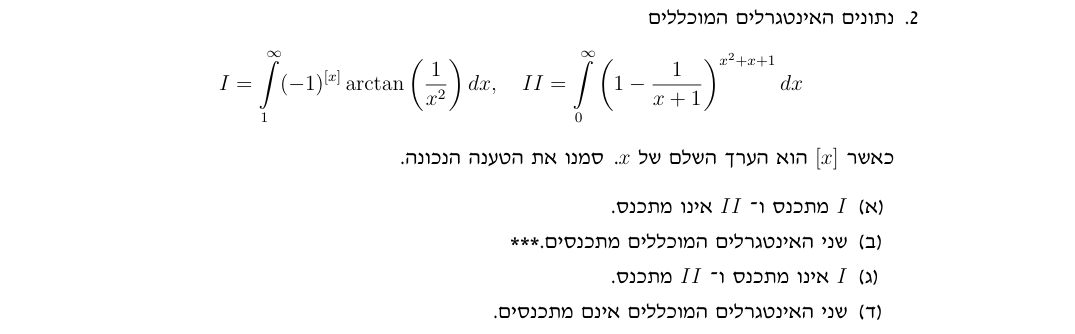 2. נתונים האינטגרלים המוכללים
I = ∫₁^∞ (−1)^{[x]} arctan (1/x²) dx, II = ∫₀^∞ (1 − 1/(x+1))^{x²+x+1} dx
כאשר [x] הוא הערך השלם של x. סמנו את הטענה הנכונה.
(א) I מתכנס ו־ II אינו מתכנס.
(ב) שני האינטגרלים המוכללים מתכנסים.***
(ג) I אינו מתכנס ו־ II מתכנס.
(ד) שני האינטגרלים המוכללים אינם מתכנסים.